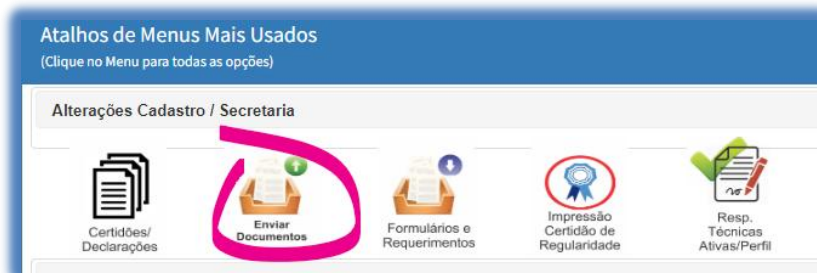 Atalhos de Menus Mais Usados
(Clique no Menu para todas as opções)
Alterações Cadastro / Secretaria
Certidões/
Declarações
Enviar
Documentos
Formulários e
Requerimentos
Impressão
Certidão de
Regularidade
Resp.
Técnicas
Ativas/Perfil